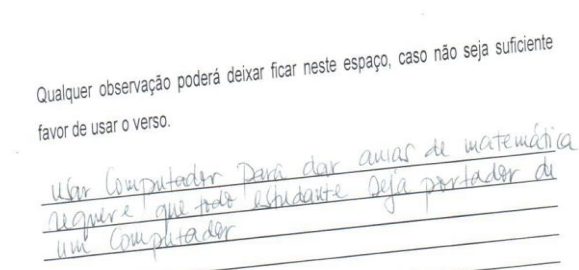 Qualquer observação poderá deixar ficar neste espaço, caso não seja suficiente
favor de usar o verso.
usar Computador para dar aulas de matemática
requere que todo estudante seja portador de
um Computador